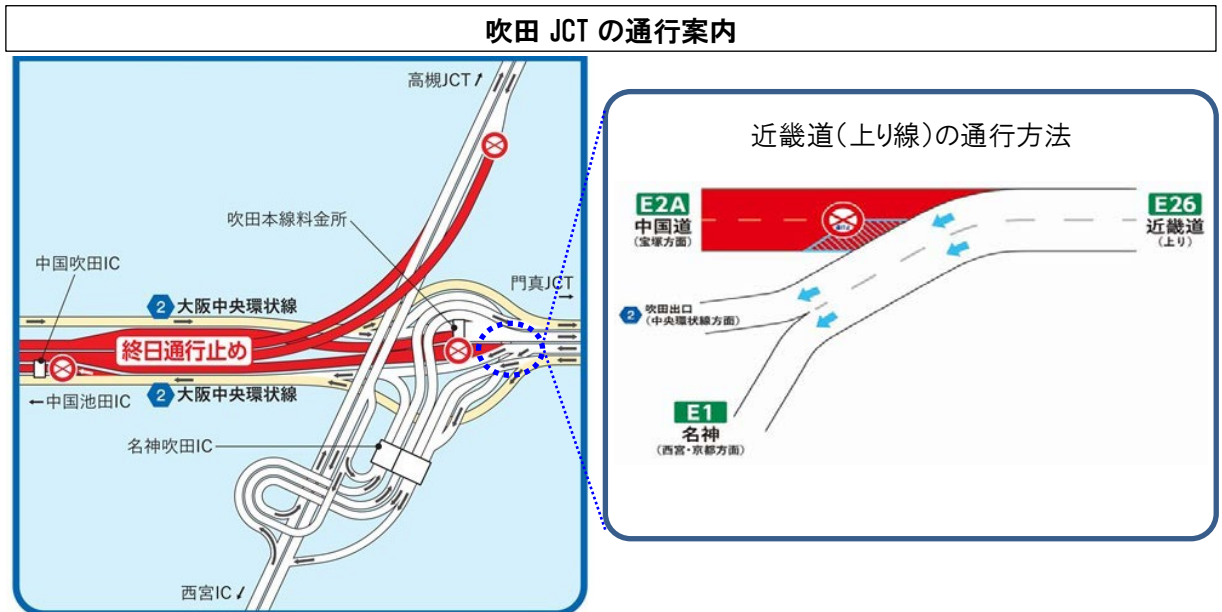 吹田 JCT の通行案内
高槻JCT
吹田本線料金所
中国吹田IC
門真JCT
2 大阪中央環状線
終日通行止め
2 大阪中央環状線
←中国池田IC
名神吹田IC
西宮IC
近畿道(上り線)の通行方法
E2A
中国道
(宝塚方面)
E26
近畿道
(上り)
2 吹田出口
(中央環状線方面)
E1
名神
(西宮・京都方面)